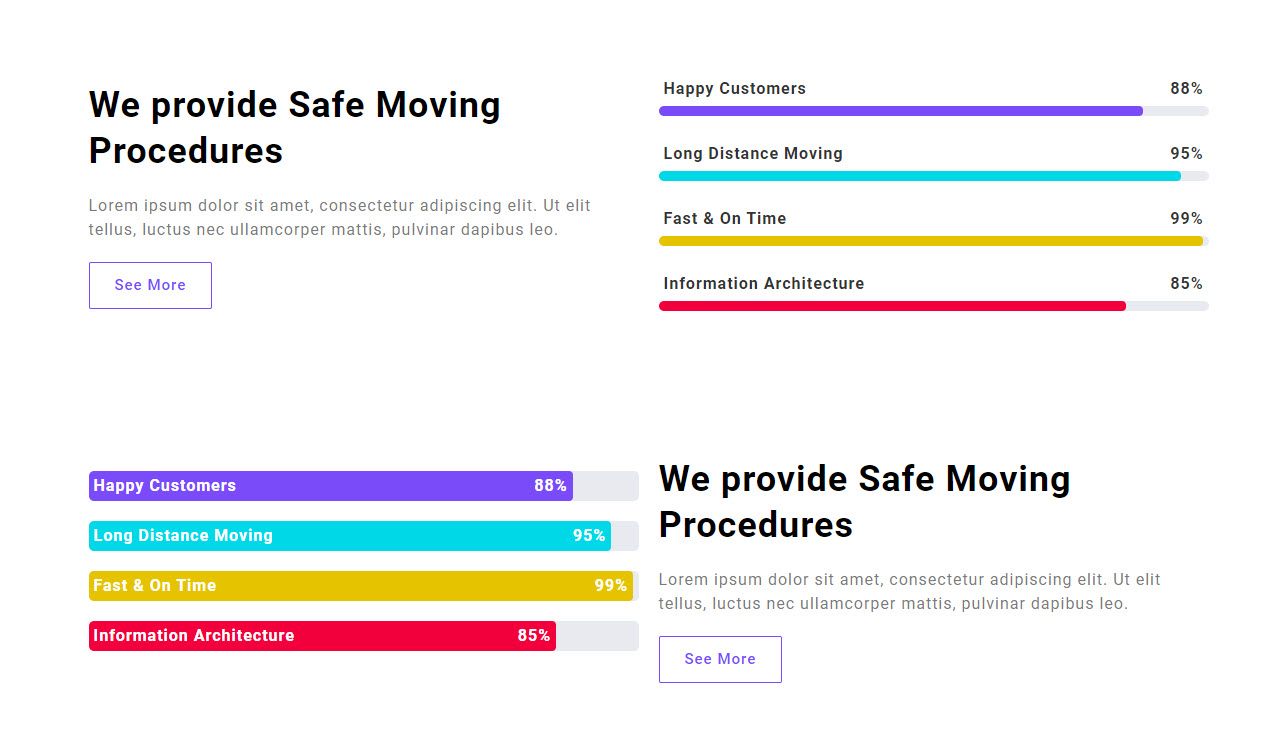 We provide Safe Moving
Procedures
Lorem ipsum dolor sit amet, consectetur adipiscing elit. Ut elit
tellus, luctus nec ullamcorper mattis, pulvinar dapibus leo.
See More
Happy Customers 88%
Long Distance Moving 95%
Fast & On Time 99%
Information Architecture 85%
Happy Customers 88%
Long Distance Moving 95%
Fast & On Time 99%
Information Architecture 85%
We provide Safe Moving
Procedures
Lorem ipsum dolor sit amet, consectetur adipiscing elit. Ut elit
tellus, luctus nec ullamcorper mattis, pulvinar dapibus leo.
See More